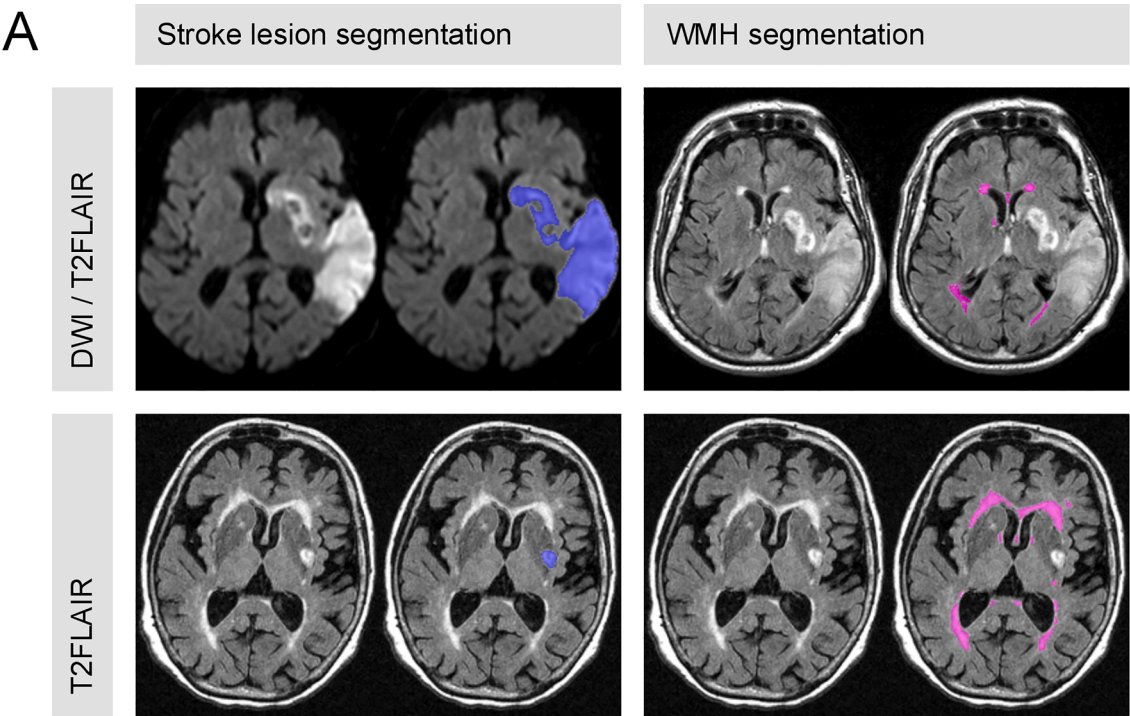 A
Stroke lesion segmentation
WMH segmentation
DWI / T2FLAIR
T2FLAIR